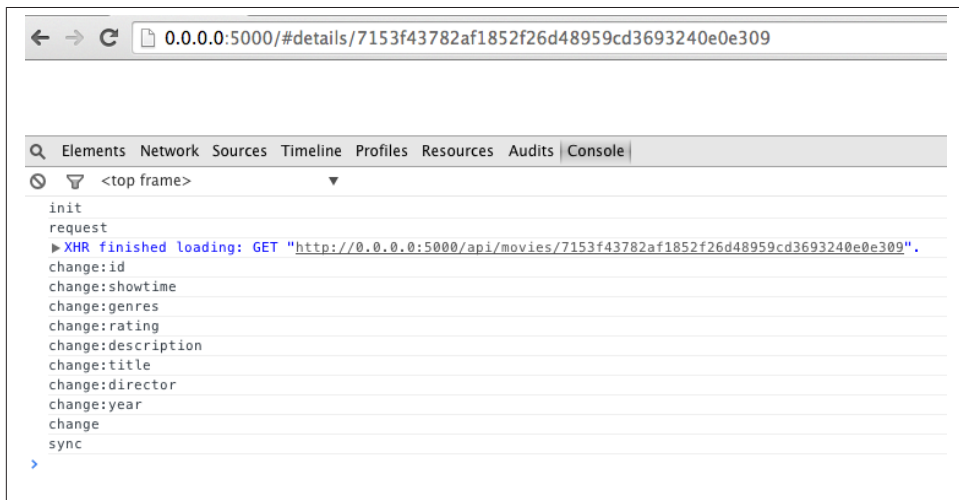 0.0.0.0:5000/#details/7153f43782af1852f26d48959cd3693240e0e309
Elements Network Sources Timeline Profiles Resources Audits Console
<top frame>
init
request
XHR finished loading: GET "http://0.0.0.0:5000/api/movies/7153f43782af1852f26d48959cd3693240e0e309".
change:id
change:showtime
change:genres
change:rating
change:description
change:title
change:director
change:year
change
sync